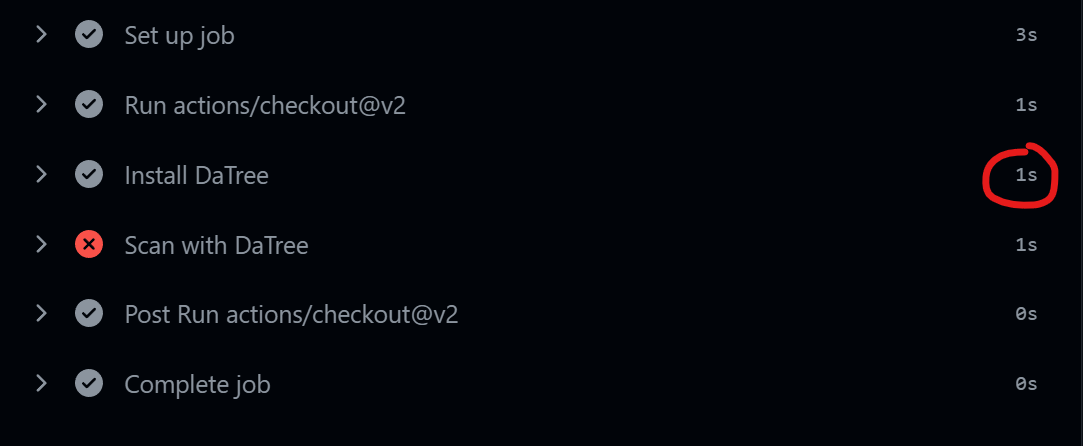 Set up job 3s
Run actions/checkout@v2 1s
Install DaTree 1s
Scan with DaTree 1s
Post Run actions/checkout@v2 0s
Complete job 0s